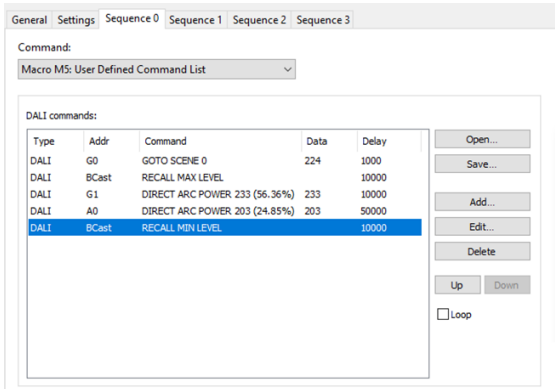 General Settings Sequence 0 Sequence 1 Sequence 2 Sequence 3
Command:
Macro M5: User Defined Command List
DALI commands:
Type Addr Command Data Delay
DALI G0 GOTO SCENE 0 224 1000
DALI BCast RECALL MAX LEVEL 10000
DALI G1 DIRECT ARC POWER 233 (56.36%) 233 10000
DALI A0 DIRECT ARC POWER 203 (24.85%) 203 50000
DALI BCast RECALL MIN LEVEL 10000
Open...
Save...
Add...
Edit...
Delete
Up Down
Loop